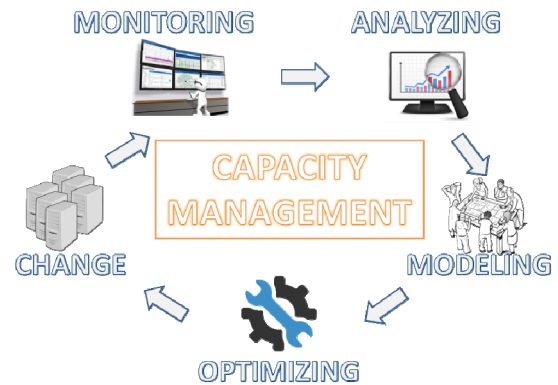 MONITORING
ANALYZING
CAPACITY
MANAGEMENT
CHANGE
MODELING
OPTIMIZING